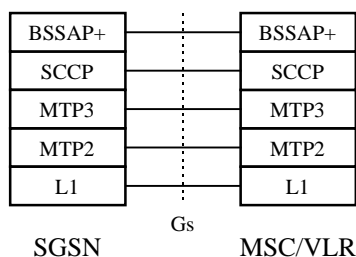 BSSAP+ BSSAP+
SCCP SCCP
MTP3 MTP3
MTP2 MTP2
L1 L1
Gs
SGSN MSC/VLR